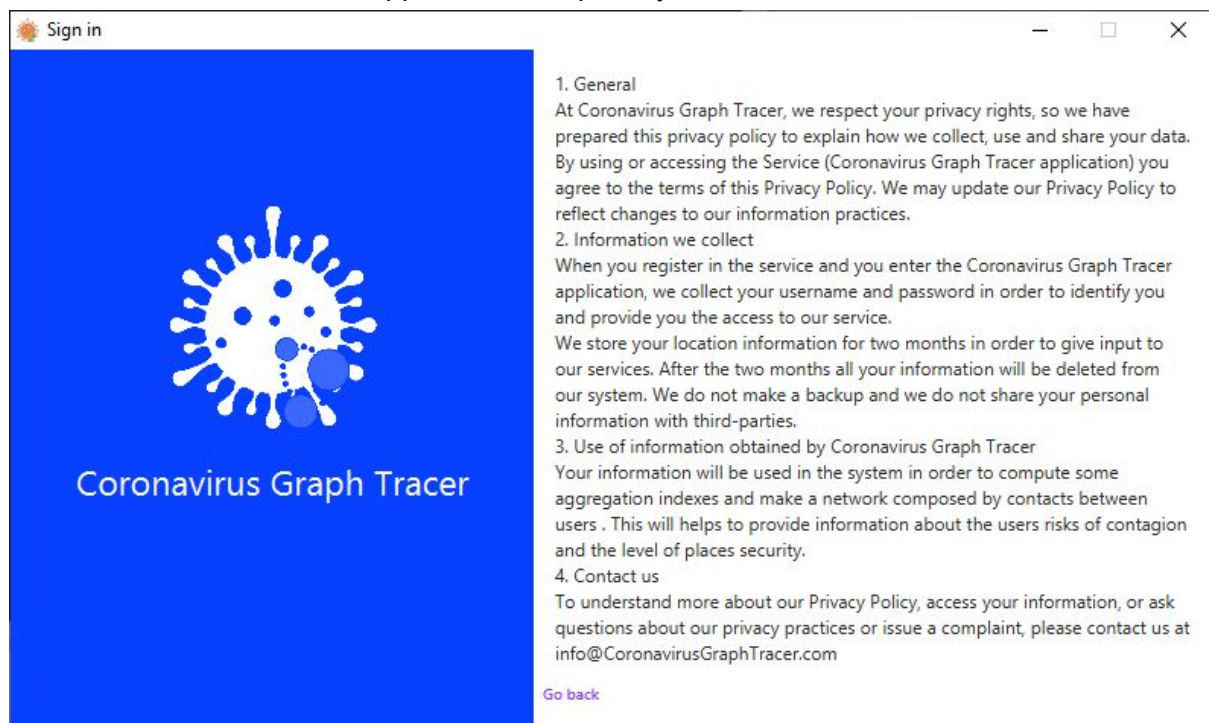 Sign in
Coronavirus Graph Tracer
1. General
At Coronavirus Graph Tracer, we respect your privacy rights, so we have
prepared this privacy policy to explain how we collect, use and share your data.
By using or accessing the Service (Coronavirus Graph Tracer application) you
agree to the terms of this Privacy Policy. We may update our Privacy Policy to
reflect changes to our information practices.
2. Information we collect
When you register in the service and you enter the Coronavirus Graph Tracer
application, we collect your username and password in order to identify you
and provide you the access to our service.
We store your location information for two months in order to give input to
our services. After the two months all your information will be deleted from
our system. We do not make a backup and we do not share your personal
information with third-parties.
3. Use of information obtained by Coronavirus Graph Tracer
Your information will be used in the system in order to compute some
aggregation indexes and make a network composed by contacts between
users . This will helps to provide information about the users risks of contagion
and the level of places security.
4. Contact us
To understand more about our Privacy Policy, access your information, or ask
questions about our privacy practices or issue a complaint, please contact us at
info@CoronavirusGraphTracer.com
Go back